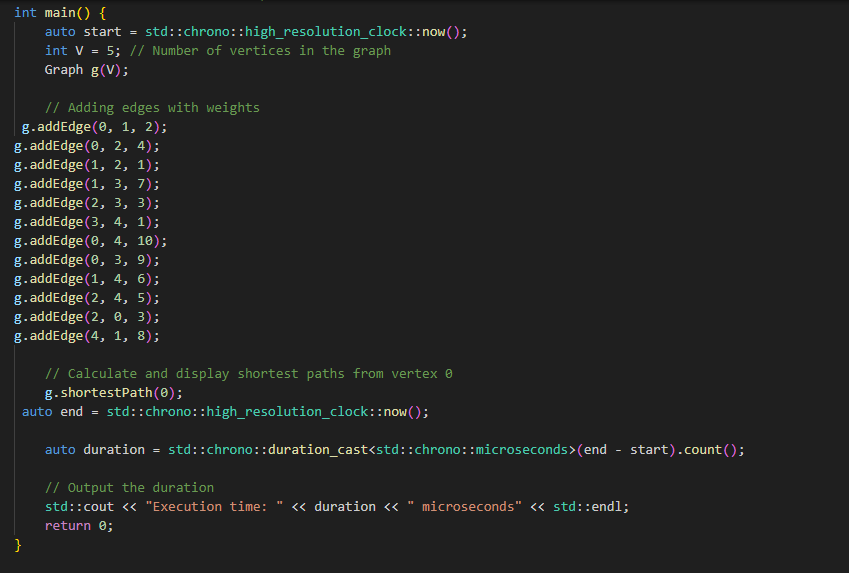 int main() {
    auto start = std::chrono::high_resolution_clock::now();
    int V = 5; // Number of vertices in the graph
    Graph g(V);

    // Adding edges with weights
 g.addEdge(0, 1, 2);
g.addEdge(0, 2, 4);
g.addEdge(1, 2, 1);
g.addEdge(1, 3, 7);
g.addEdge(2, 3, 3);
g.addEdge(3, 4, 1);
g.addEdge(0, 4, 10);
g.addEdge(0, 3, 9);
g.addEdge(1, 4, 6);
g.addEdge(2, 4, 5);
g.addEdge(2, 0, 3);
g.addEdge(4, 1, 8);

    // Calculate and display shortest paths from vertex 0
    g.shortestPath(0);
 auto end = std::chrono::high_resolution_clock::now();

    auto duration = std::chrono::duration_cast<std::chrono::microseconds>(end - start).count();

    // Output the duration
    std::cout << "Execution time: " << duration << " microseconds" << std::endl;
    return 0;
}